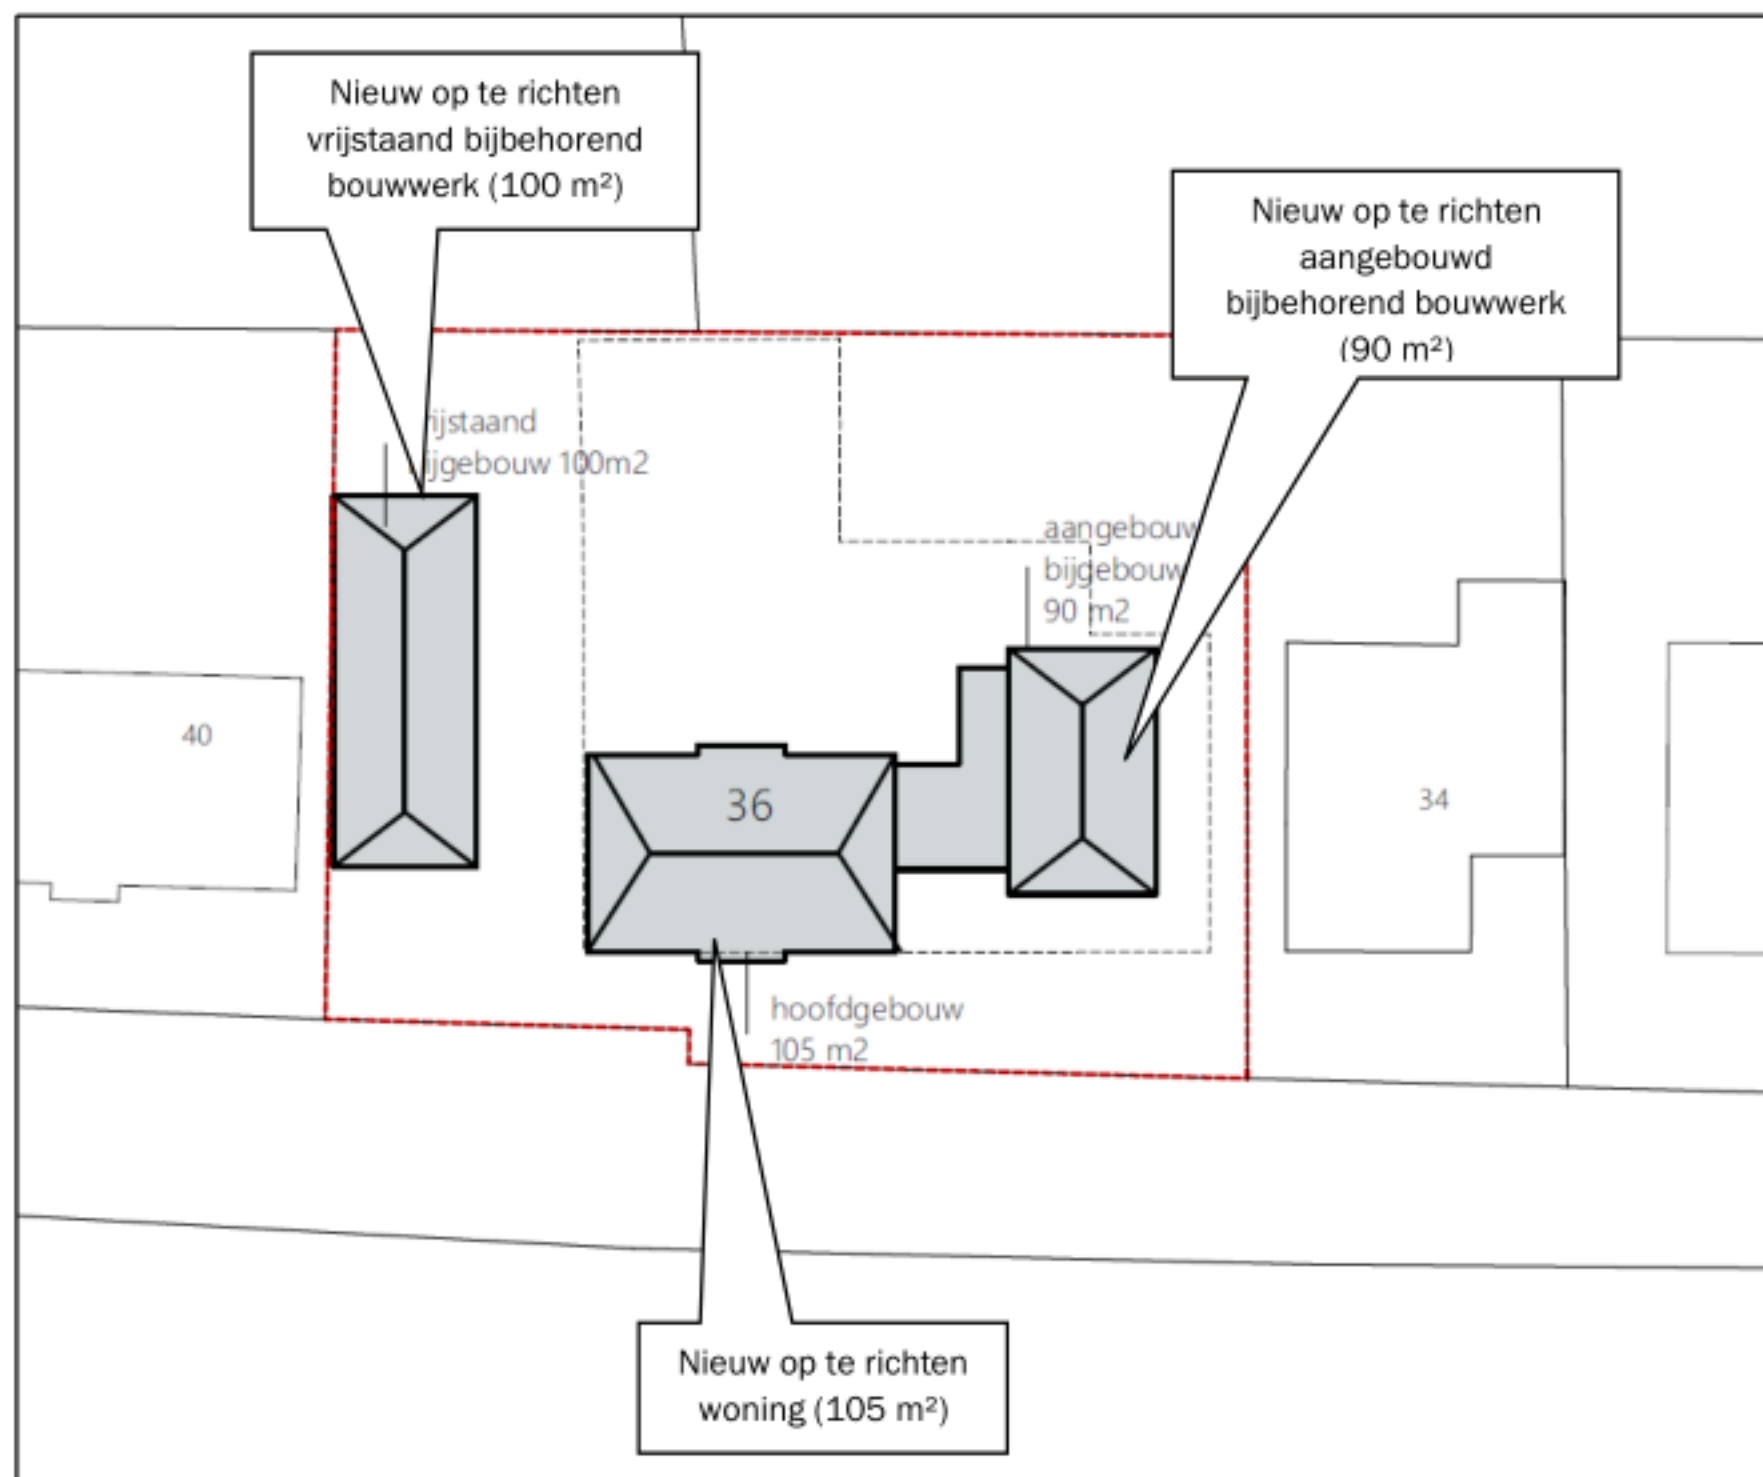 Nieuw op te richten
vrijstaand bijbehorend
bouwwerk (100 m²)
Nieuw op te richten
aangebouwd
bijbehorend bouwwerk
(90 m²)
ijstaand
ijgebouw 100m2
aangebouw
bijgebouw
90 m2
40
36
34
hoofdgebouw
105 m2
Nieuw op te richten
woning (105 m²)